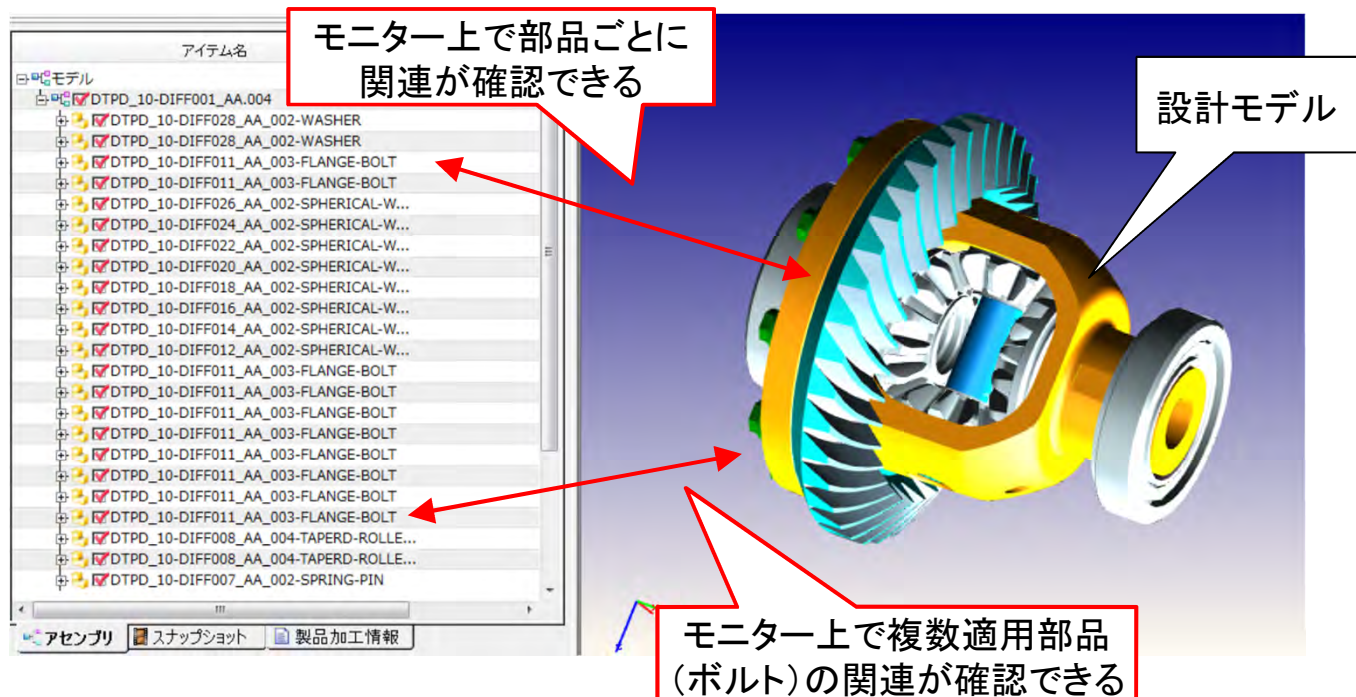 アイテム名
モデル
DTPD_10-DIFF001_AA.004
DTPD_10-DIFF028_AA_002-WASHER
DTPD_10-DIFF028_AA_002-WASHER
DTPD_10-DIFF011_AA_003-FLANGE-BOLT
DTPD_10-DIFF011_AA_003-FLANGE-BOLT
DTPD_10-DIFF026_AA_002-SPHERICAL-W...
DTPD_10-DIFF024_AA_002-SPHERICAL-W...
DTPD_10-DIFF022_AA_002-SPHERICAL-W...
DTPD_10-DIFF020_AA_002-SPHERICAL-W...
DTPD_10-DIFF018_AA_002-SPHERICAL-W...
DTPD_10-DIFF016_AA_002-SPHERICAL-W...
DTPD_10-DIFF014_AA_002-SPHERICAL-W...
DTPD_10-DIFF012_AA_002-SPHERICAL-W...
DTPD_10-DIFF011_AA_003-FLANGE-BOLT
DTPD_10-DIFF011_AA_003-FLANGE-BOLT
DTPD_10-DIFF011_AA_003-FLANGE-BOLT
DTPD_10-DIFF011_AA_003-FLANGE-BOLT
DTPD_10-DIFF011_AA_003-FLANGE-BOLT
DTPD_10-DIFF011_AA_003-FLANGE-BOLT
DTPD_10-DIFF011_AA_003-FLANGE-BOLT
DTPD_10-DIFF011_AA_003-FLANGE-BOLT
DTPD_10-DIFF008_AA_004-TAPERD-ROLLE...
DTPD_10-DIFF008_AA_004-TAPERD-ROLLE...
DTPD_10-DIFF007_AA_002-SPRING-PIN
アセンブリ スナップショット 製品加工情報
モニター上で部品ごとに
関連が確認できる
設計モデル
モニター上で複数適用部品
（ボルト）の関連が確認できる